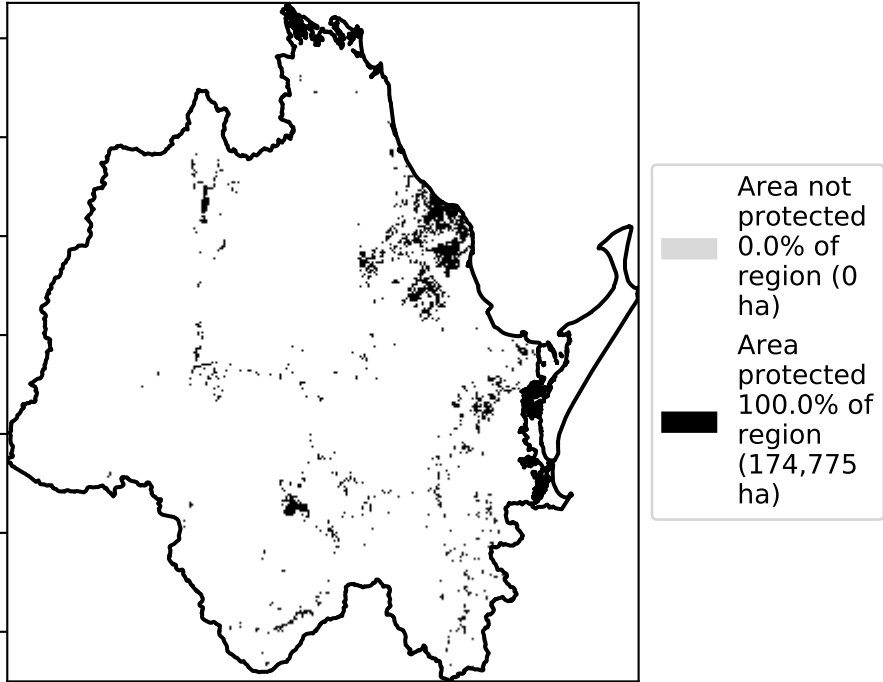 Area not
protected
0.0% of
region (0
ha)
Area
protected
100.0% of
region
(174,775
ha)